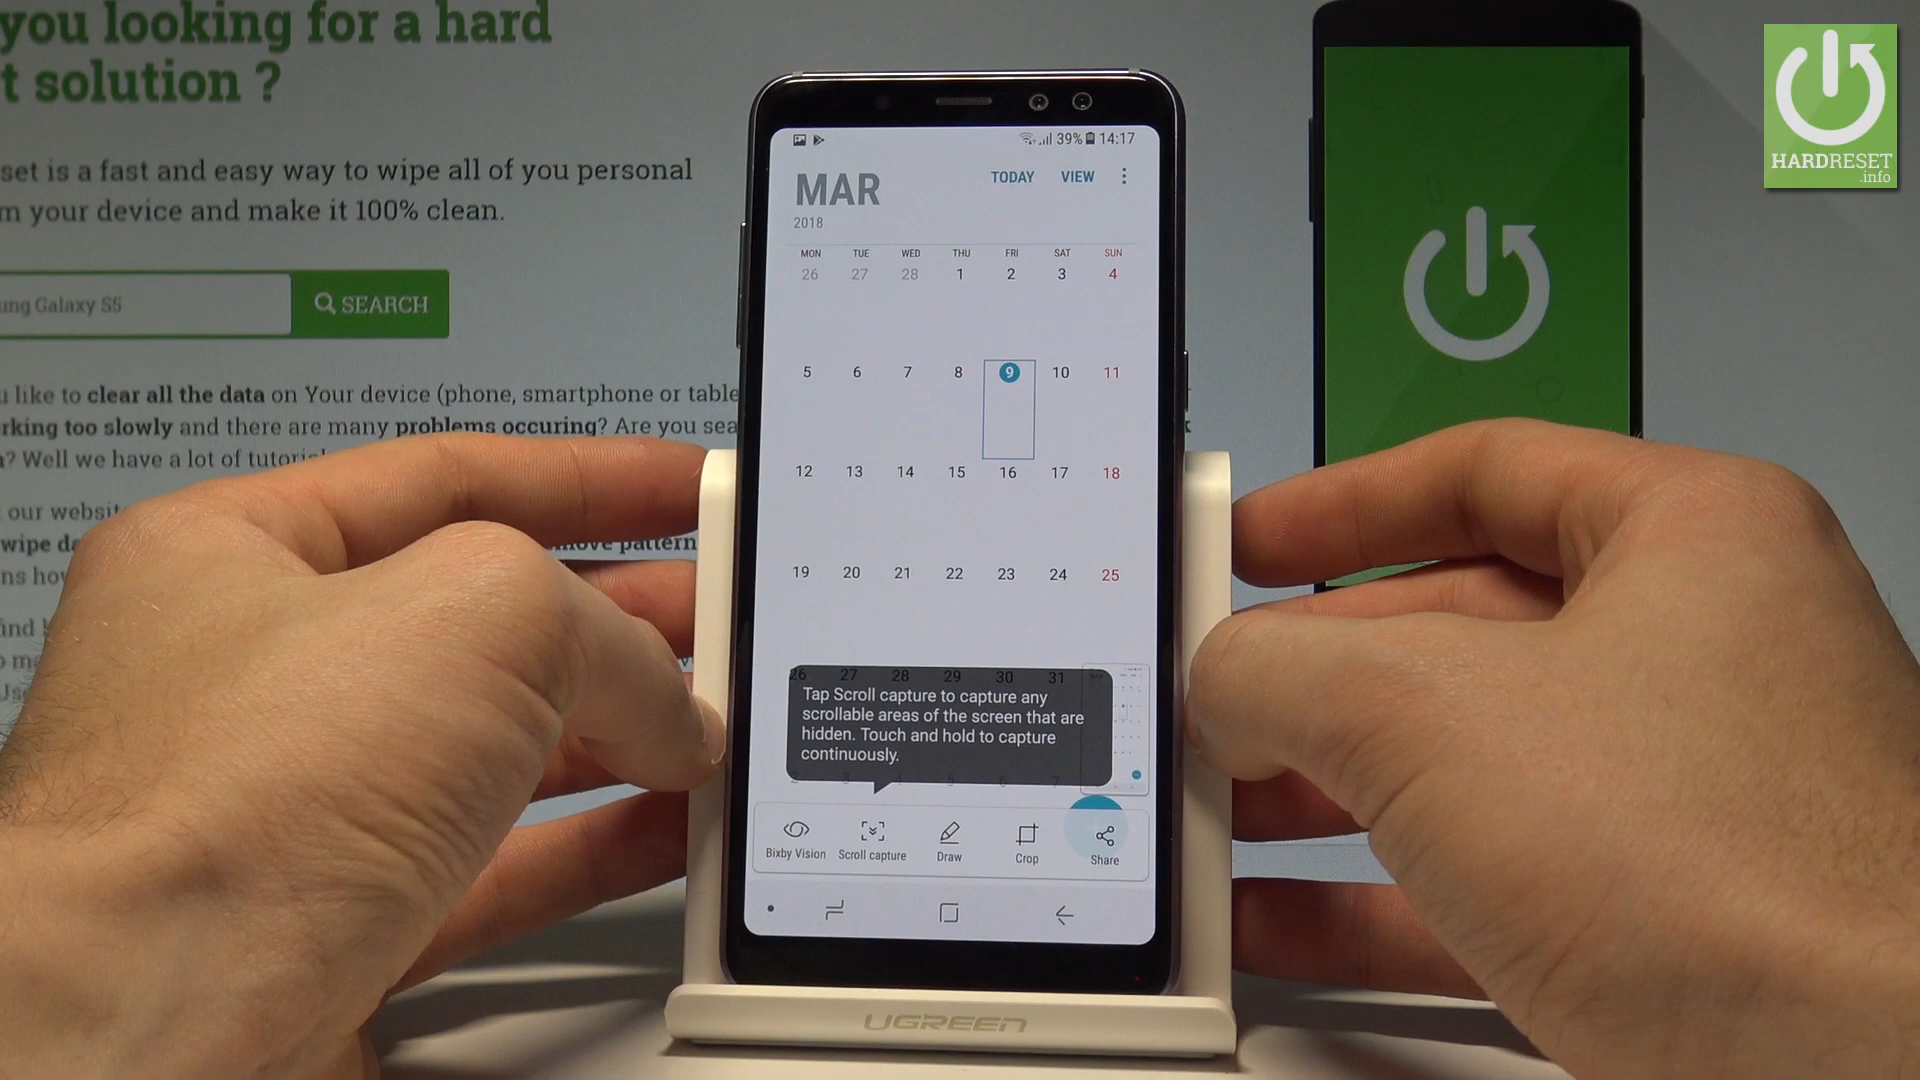 you looking for a hard
t solution ?
set is a fast and easy way to wipe all of you personal
m your device and make it 100% clean.
ung Galaxy S5
SEARCH
u like to clear all the data on Your device (phone, smartphone or table
rking too slowly and there are many problems occuring? Are you sea
? Well we have a lot of
our
wipe
pattern
HARDRESET
.info
39% 14:17
MAR
2018
TODAY VIEW
MON TUE WED THU FRI SAT SUN
26 27 28 1 2 3 4
5 6 7 8 9 10 11
12 13 14 15 16 17 18
19 20 21 22 23 24 25
26 27 28 29 30 31
Tap Scroll capture to capture any
scrollable areas of the screen that are
hidden. Touch and hold to capture
continuously.
3 4 5 6 7
Bixby Vision Scroll capture Draw Crop Share
UGREEN